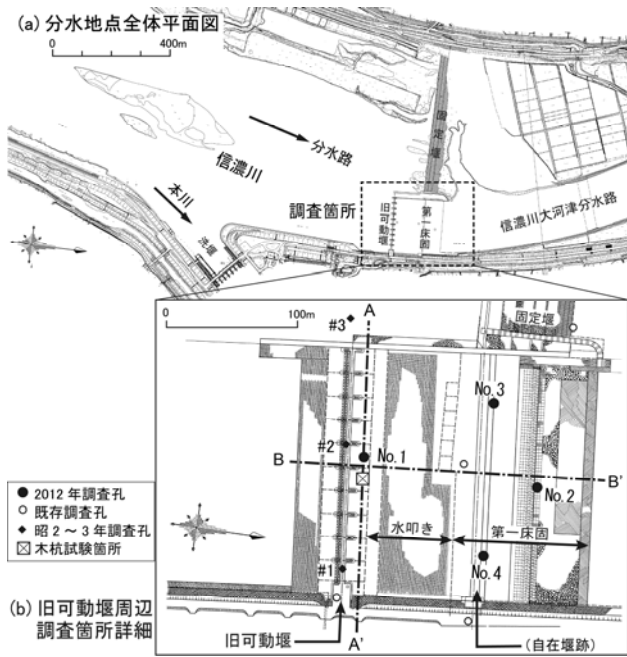 (a) 分水地点全体平面図
0
400m
固定堰
分水路
信濃川
本川
洗堰
調査箇所
旧可動堰
第一床固
信濃川大河津分水路
0
100m
A
#3
固定堰
No.3
#2
No.1
B
B'
No.2
● 2012年調査孔
○ 既存調査孔
◆ 昭2～3年調査孔
木杭試験箇所
水叩き
第一床固
#1
No.4
(b) 旧可動堰周辺
調査箇所詳細
旧可動堰
A'
(自在堰跡)